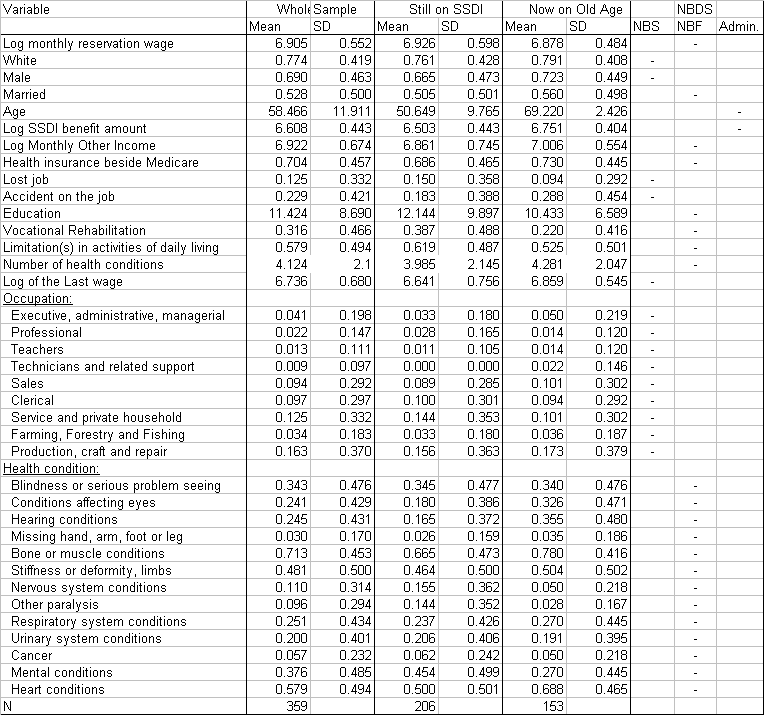 Variable Whole Sample Still on SSDI Now on Old Age NBDS
Mean SD Mean SD Mean SD NBS NBF Admin.
Log monthly reservation wage 6.905 0.552 6.926 0.598 6.878 0.484 -
White 0.774 0.419 0.761 0.428 0.791 0.408 -
Male 0.690 0.463 0.665 0.473 0.723 0.449 -
Married 0.528 0.500 0.505 0.501 0.560 0.498 -
Age 58.466 11.911 50.649 9.765 69.220 2.426 -
Log SSDI benefit amount 6.608 0.443 6.503 0.443 6.751 0.404 -
Log Monthly Other Income 6.922 0.674 6.861 0.745 7.006 0.554 -
Health insurance beside Medicare 0.704 0.457 0.686 0.465 0.730 0.445 -
Lost job 0.125 0.332 0.150 0.358 0.094 0.292 -
Accident on the job 0.229 0.421 0.183 0.388 0.288 0.454 -
Education 11.424 8.690 12.144 9.897 10.433 6.589 -
Vocational Rehabilitation 0.316 0.466 0.387 0.488 0.220 0.416 -
Limitation(s) in activities of daily living 0.579 0.494 0.619 0.487 0.525 0.501 -
Number of health conditions 4.124 2.1 3.985 2.145 4.281 2.047 -
Log of the Last wage 6.736 0.680 6.641 0.756 6.859 0.545 -
Occupation:
Executive, administrative, managerial 0.041 0.198 0.033 0.180 0.050 0.219 -
Professional 0.022 0.147 0.028 0.165 0.014 0.120 -
Teachers 0.013 0.111 0.011 0.105 0.014 0.120 -
Technicians and related support 0.009 0.097 0.000 0.000 0.022 0.146 -
Sales 0.094 0.292 0.089 0.285 0.101 0.302 -
Clerical 0.097 0.297 0.100 0.301 0.094 0.292 -
Service and private household 0.125 0.332 0.144 0.353 0.101 0.302 -
Farming, Forestry and Fishing 0.034 0.183 0.033 0.180 0.036 0.187 -
Production, craft and repair 0.163 0.370 0.156 0.363 0.173 0.379 -
Health condition:
Blindness or serious problem seeing 0.343 0.476 0.345 0.477 0.340 0.476 -
Conditions affecting eyes 0.241 0.429 0.180 0.386 0.326 0.471 -
Hearing conditions 0.245 0.431 0.165 0.372 0.355 0.480 -
Missing hand, arm, foot or leg 0.030 0.170 0.026 0.159 0.035 0.186 -
Bone or muscle conditions 0.713 0.453 0.665 0.473 0.780 0.416 -
Stiffness or deformity, limbs 0.481 0.500 0.464 0.500 0.504 0.502 -
Nervous system conditions 0.110 0.314 0.155 0.362 0.050 0.218 -
Other paralysis 0.096 0.294 0.144 0.352 0.028 0.167 -
Respiratory system conditions 0.251 0.434 0.237 0.426 0.270 0.445 -
Urinary system conditions 0.200 0.401 0.206 0.406 0.191 0.395 -
Cancer 0.057 0.232 0.062 0.242 0.050 0.218 -
Mental conditions 0.376 0.485 0.454 0.499 0.270 0.445 -
Heart conditions 0.579 0.494 0.500 0.501 0.688 0.465 -
N 359 206 153